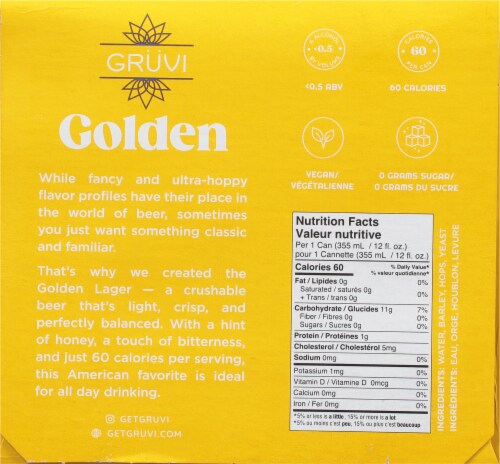 GRÜVI
Golden
While fancy and ultra-hoppy
flavor profiles have their place in
the world of beer, sometimes
you just want something classic
and familiar.
That's why we created the
Golden Lager — a crushable
beer that's light, crisp, and
perfectly balanced. With a hint
of honey, a touch of bitterness,
and just 60 calories per serving,
this American favorite is ideal
for all day drinking.
GETGRUVI
GETGRUVI.COM
ALCOHOL
<0.5
BY VOLUME
<0.5 ABV
CALORIES
60
PER CAN
60 CALORIES
VEGAN/
VÉGÉTALIENNE
0 GRAMS SUGAR/
0 GRAMS DU SUCRE
Nutrition Facts
Valeur nutritive
Per 1 Can (355 mL / 12 fl. oz.)
pour 1 Cannette (355 mL / 12 fl. oz.)
Calories 60 % Daily Value*
% valeur quotidienne*
Fat / Lipides 0g 0%
Saturated / saturés 0g
+ Trans / trans 0g 0%
Carbohydrate / Glucides 11g 7%
Fiber / Fibres 0g 0%
Sugars / Sucres 0g 0%
Protein / Protéines 1g
Cholesterol / Cholestérol 5mg
Sodium 0mg 0%
Potassium 1mg 0%
Vitamin D / Vitamine D 0mcg 0%
Calcium 0mg 0%
Iron / Fer 0mg 0%
*5% or less is a little, 15% or more is a lot
*5% ou moins c'est peu, 15% ou plus c'est beaucoup
INGREDIENTS: WATER, BARLEY, HOPS, YEAST
INGRÉDIENTS: EAU, ORGE, HOUBLON, LEVURE